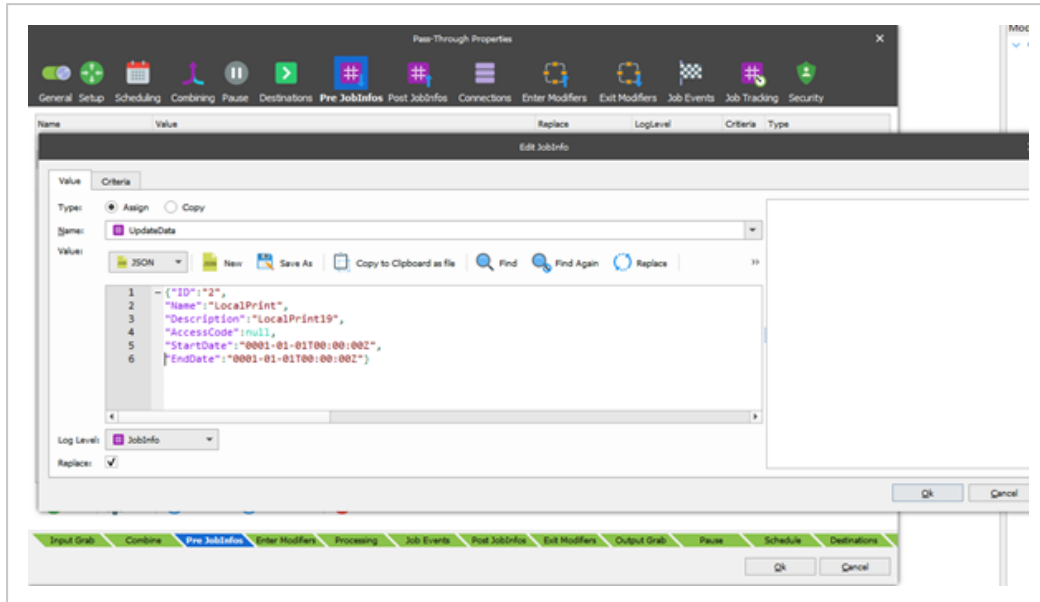 Pass-Through Properties
General Setup Scheduling Combining Pause Destinations Pre JobInfos Post JobInfos Connections Enter Modifiers Exit Modifiers Job Events Job Tracking Security
Name Value Replace LogLevel Criteria Type
Edit JobInfo
Value Criteria
Type: Assign Copy
Name: UpdateData
Value:
JSON New Save As Copy to Clipboard as file Find Find Again Replace »
1 {"ID":"2",
2 "Name":"LocalPrint",
3 "Description":"LocalPrint19",
4 "AccessCode":null,
5 "StartDate":"0001-01-01T00:00:00Z",
6 "EndDate":"0001-01-01T00:00:00Z"}
Log Level: JobInfo
Replace:
Ok Cancel
Input Grab Combine Pre JobInfos Enter Modifiers Processing Job Events Post JobInfos Exit Modifiers Output Grab Pause Schedule Destinations
Ok Cancel